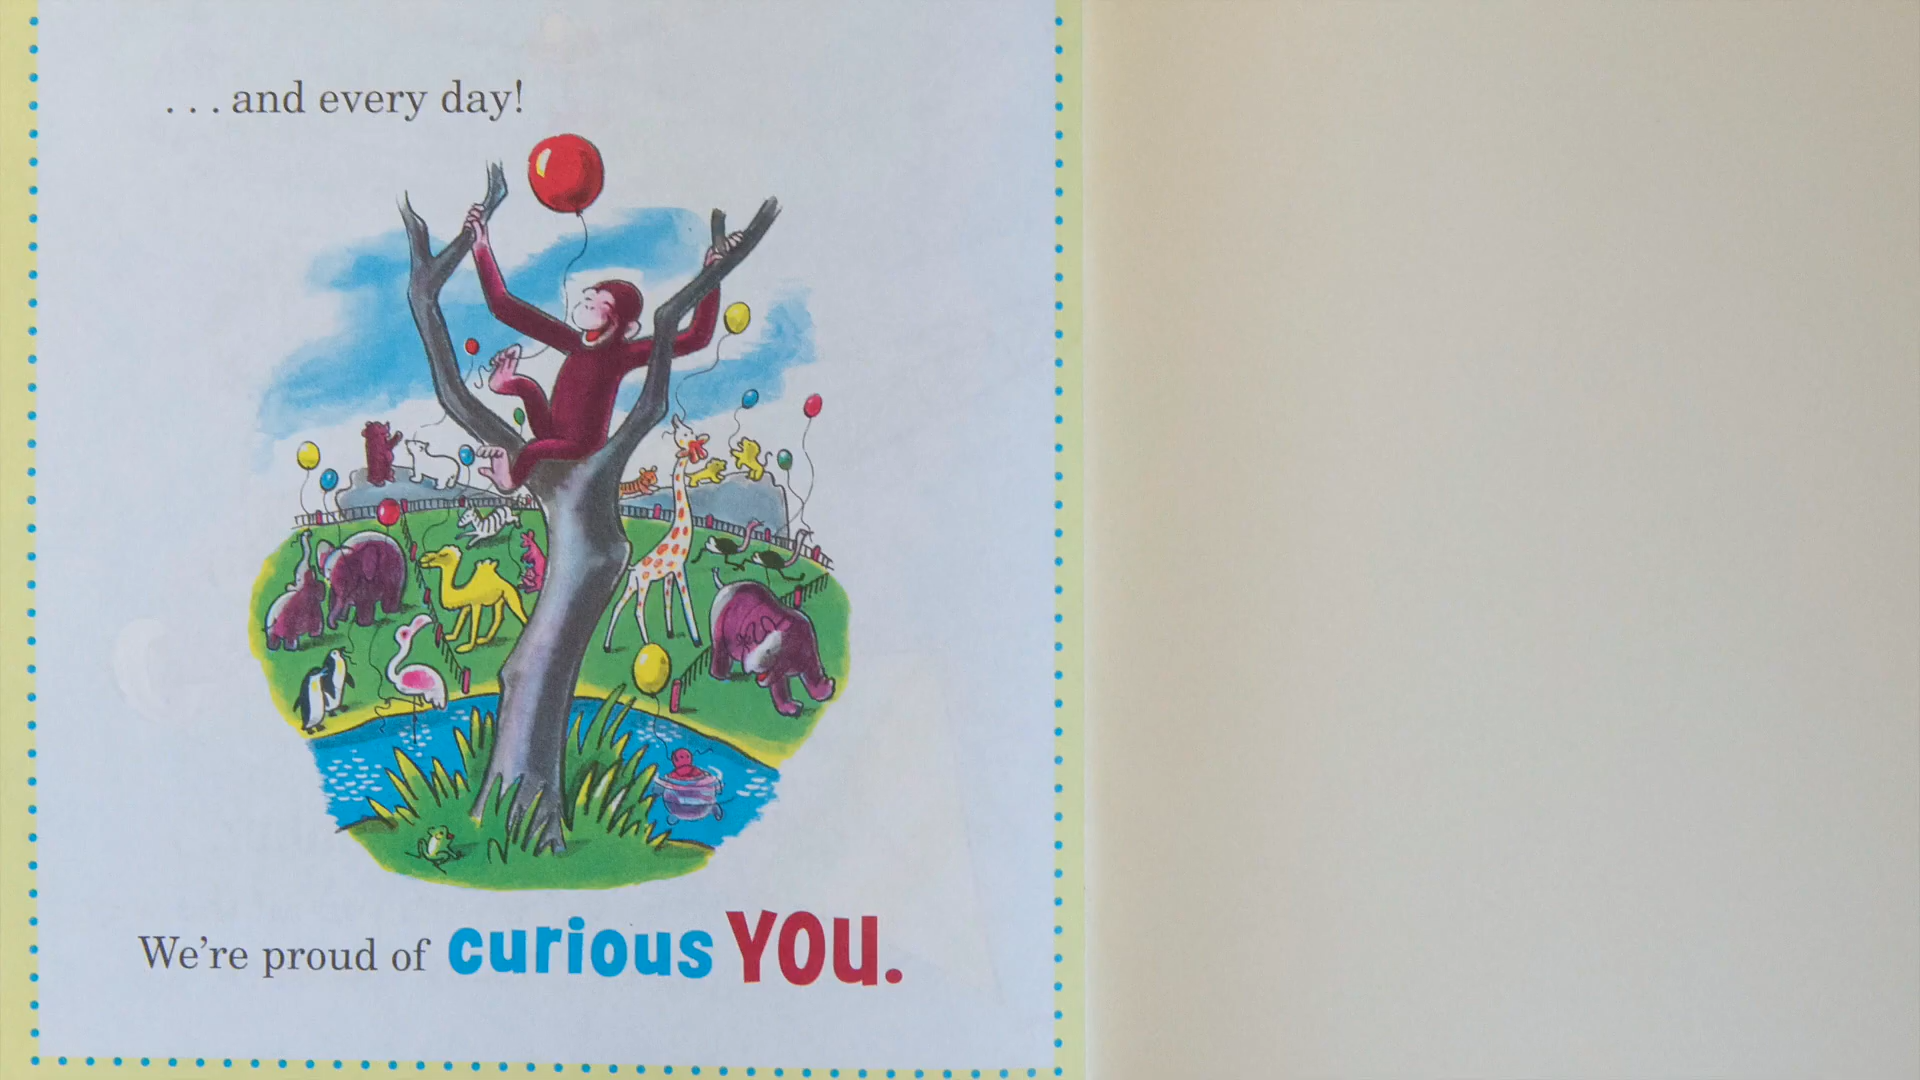 . . . and every day!
We're proud of curious YOU.